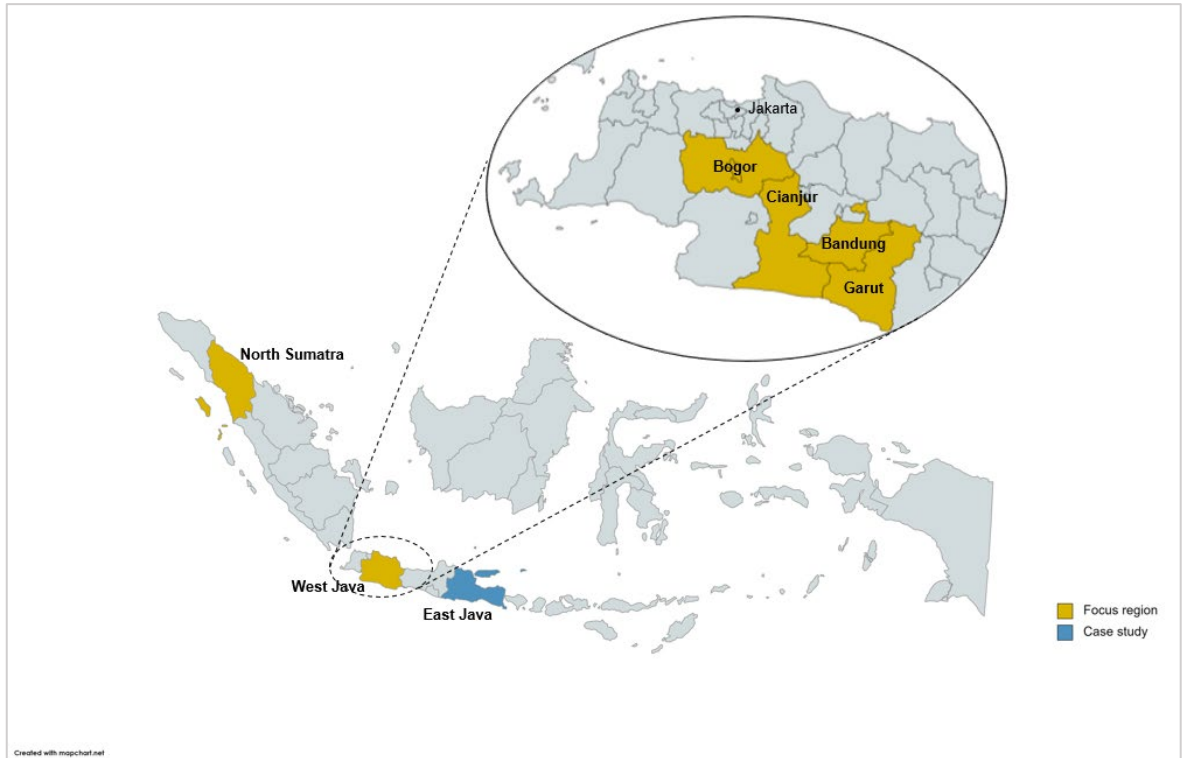 Jakarta
Bogor
Cianjur
Bandung
Garut
North Sumatra
West Java
East Java
Focus region
Case study
Created with mapchart.net